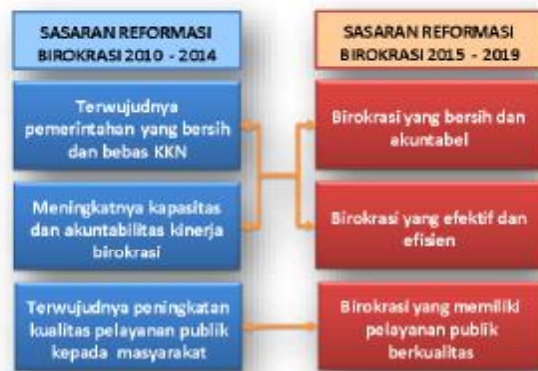 SASARAN REFORMASI
BIROKRASI 2010 - 2014
Terwujudnya
pemerintahan yang bersih
dan bebas KKN
Meningkatnya kapasitas
dan akuntabilitas kinerja
birokrasi
Terwujudnya peningkatan
kualitas pelayanan publik
kepada masyarakat
SASARAN REFORMASI
BIROKRASI 2015 - 2019
Birokrasi yang bersih dan
akuntabel
Birokrasi yang efektif dan
efisien
Birokrasi yang memiliki
pelayanan publik
berkualitas